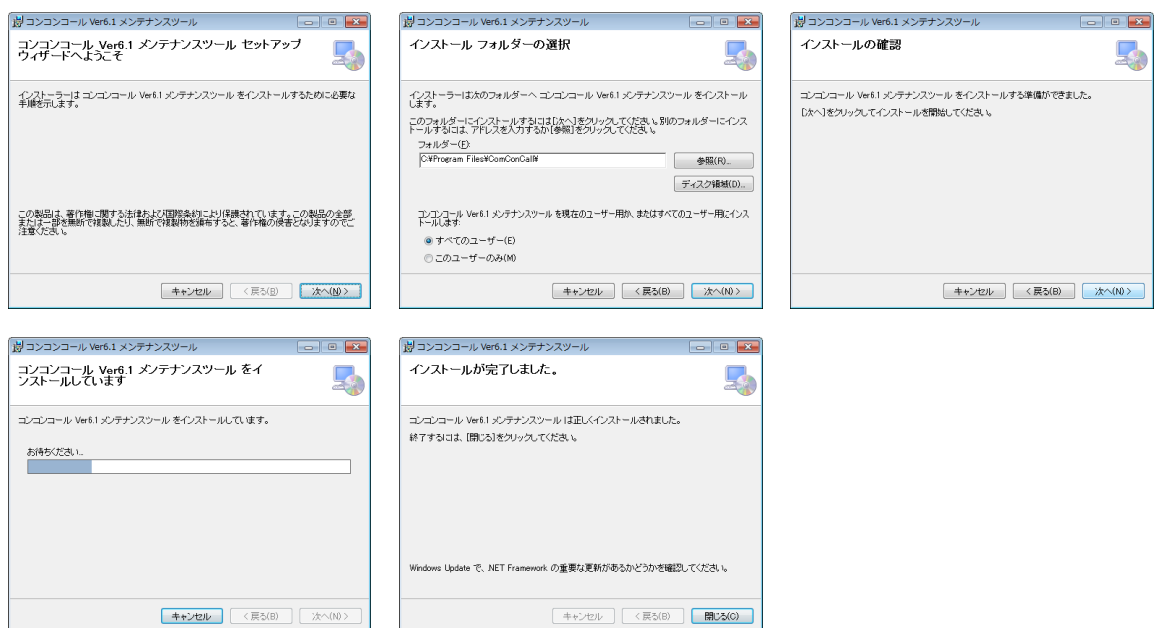 コンコンコール Ver6.1 メンテナンスツール
コンコンコール Ver6.1 メンテナンスツール セットアップ
ウィザードへようこそ
インストーラーは コンコンコール Ver6.1 メンテナンスツール をインストールするために必要な
手順を示します。
この製品は、著作権に関する法律および国際条約により保護されています。この製品の全部
または一部を無断で複製したり、無断で複製物を頒布すると、著作権の侵害となりますのでご
注意ください。
キャンセル
< 戻る(B)
次へ(N) >
コンコンコール Ver6.1 メンテナンスツール
インストール フォルダーの選択
インストーラーは次のフォルダーへ コンコンコール Ver6.1 メンテナンスツール をインストール
します。
このフォルダーにインストールするには[次へ]をクリックしてください。別のフォルダーにインス
トールするには、アドレスを入力するか[参照]をクリックしてください。
フォルダー(F):
C:¥Program Files¥ComConCall¥
参照(R)...
ディスク領域(D)...
コンコンコール Ver6.1 メンテナンスツール を現在のユーザー用か、またはすべてのユーザー用にインス
トールします:
すべてのユーザー(E)
このユーザーのみ(M)
キャンセル
< 戻る(B)
次へ(N) >
コンコンコール Ver6.1 メンテナンスツール
インストールの確認
コンコンコール Ver6.1 メンテナンスツール をインストールする準備ができました。
[次へ]をクリックしてインストールを開始してください。
キャンセル
< 戻る(B)
次へ(N) >
コンコンコール Ver6.1 メンテナンスツール
コンコンコール Ver6.1 メンテナンスツール をイ
ンストールしています
コンコンコール Ver6.1 メンテナンスツール をインストールしています。
お待ちください...
キャンセル
< 戻る(B)
次へ(N) >
コンコンコール Ver6.1 メンテナンスツール
インストールが完了しました。
コンコンコール Ver6.1 メンテナンスツール は正しくインストールされました。
終了するには、[閉じる]をクリックしてください。
Windows Update で、.NET Framework の重要な更新があるかどうかを確認してください。
キャンセル
< 戻る(B)
閉じる(C)